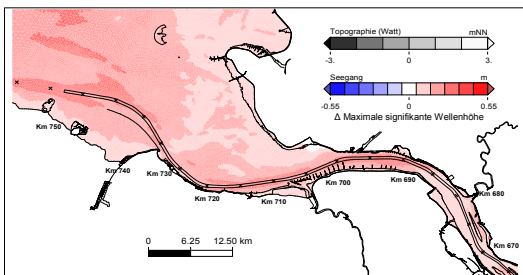 Topographie (Watt) mNN
-3. 0 3.
Seegang m
-0.55 0 0.55
Δ Maximale signifikante Wellenhöhe
Km 750
Km 740
Km 730
Km 720
Km 710
Km 700
Km 690
Km 680
Km 670
0 6.25 12.50 km